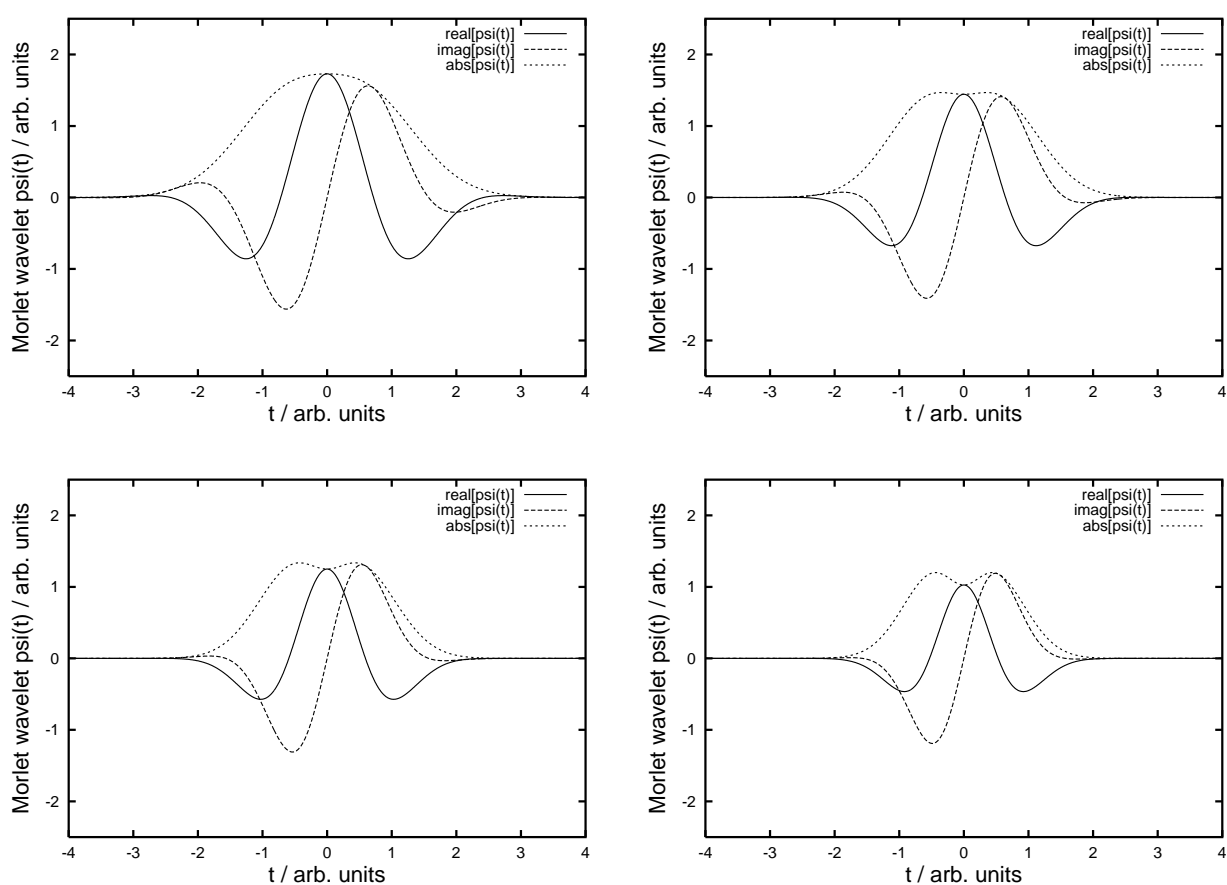 Morlet wavelet psi(t) / arb. units
2
1
0
-1
-2
real[psi(t)]
imag[psi(t)]
abs[psi(t)]
-4 -3 -2 -1 0 1 2 3 4
t / arb. units
Morlet wavelet psi(t) / arb. units
2
1
0
-1
-2
real[psi(t)]
imag[psi(t)]
abs[psi(t)]
-4 -3 -2 -1 0 1 2 3 4
t / arb. units
Morlet wavelet psi(t) / arb. units
2
1
0
-1
-2
real[psi(t)]
imag[psi(t)]
abs[psi(t)]
-4 -3 -2 -1 0 1 2 3 4
t / arb. units
Morlet wavelet psi(t) / arb. units
2
1
0
-1
-2
real[psi(t)]
imag[psi(t)]
abs[psi(t)]
-4 -3 -2 -1 0 1 2 3 4
t / arb. units